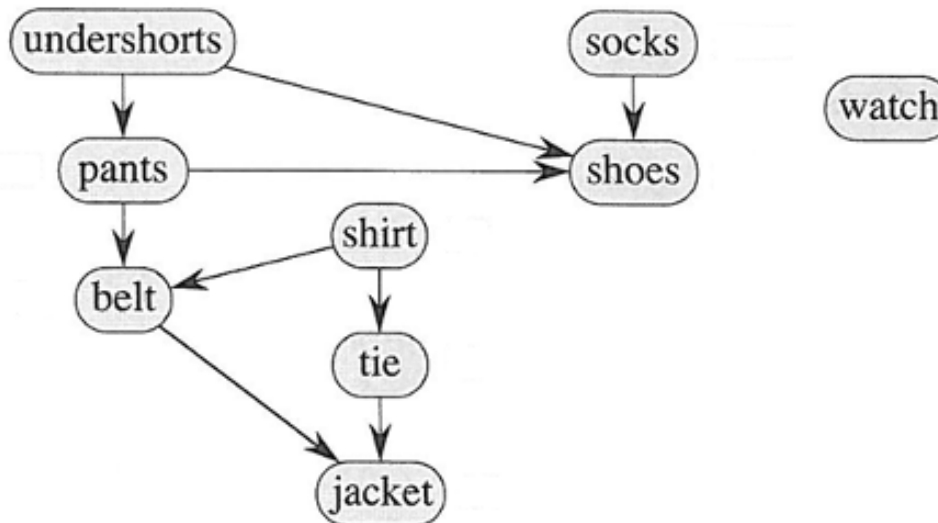 undershorts
socks
watch
pants
shoes
shirt
belt
tie
jacket